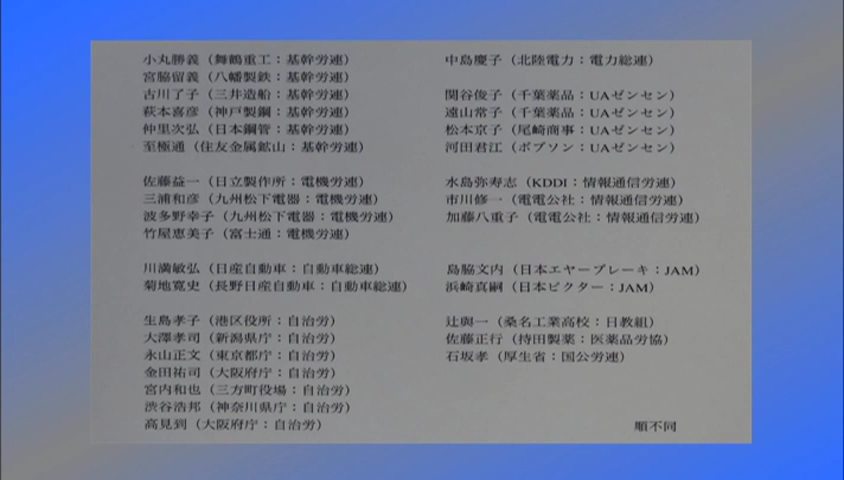 小丸勝義（舞鶴重工：基幹労連）
宮脇留義（八幡製鉄：基幹労連）
古川了子（三井造船：基幹労連）
萩本喜彦（神戸製鋼：基幹労連）
仲里次弘（日本鋼管：基幹労連）
至極通（住友金属鉱山：基幹労連）
佐藤益一（日立製作所：電機労連）
三浦和彦（九州松下電器：電機労連）
波多野幸子（九州松下電器：電機労連）
竹屋恵美子（富士通：電機労連）
川満敏弘（日産自動車：自動車総連）
菊地寛史（長野日産自動車：自動車総連）
生島孝子（港区役所：自治労）
大澤孝司（新潟県庁：自治労）
永山正文（東京都庁：自治労）
金田祐司（大阪府庁：自治労）
宮内和也（三方町役場：自治労）
渋谷浩邦（神奈川県庁：自治労）
高見到（大阪府庁：自治労）
中島慶子（北陸電力：電力総連）
関谷俊子（千葉薬品：UAゼンセン）
遠山常子（千葉薬品：UAゼンセン）
松本京子（尾崎商事：UAゼンセン）
河田君江（ボブソン：UAゼンセン）
水島弥寿志（KDDI：情報通信労連）
市川修一（電電公社：情報通信労連）
加藤八重子（電電公社：情報通信労連）
島脇文内（日本エヤーブレーキ：JAM）
浜崎真嗣（日本ビクター：JAM）
辻與一（桑名工業高校：日教組）
佐藤正行（持田製薬：医薬品労協）
石坂孝（厚生省：国公労連）
順不同